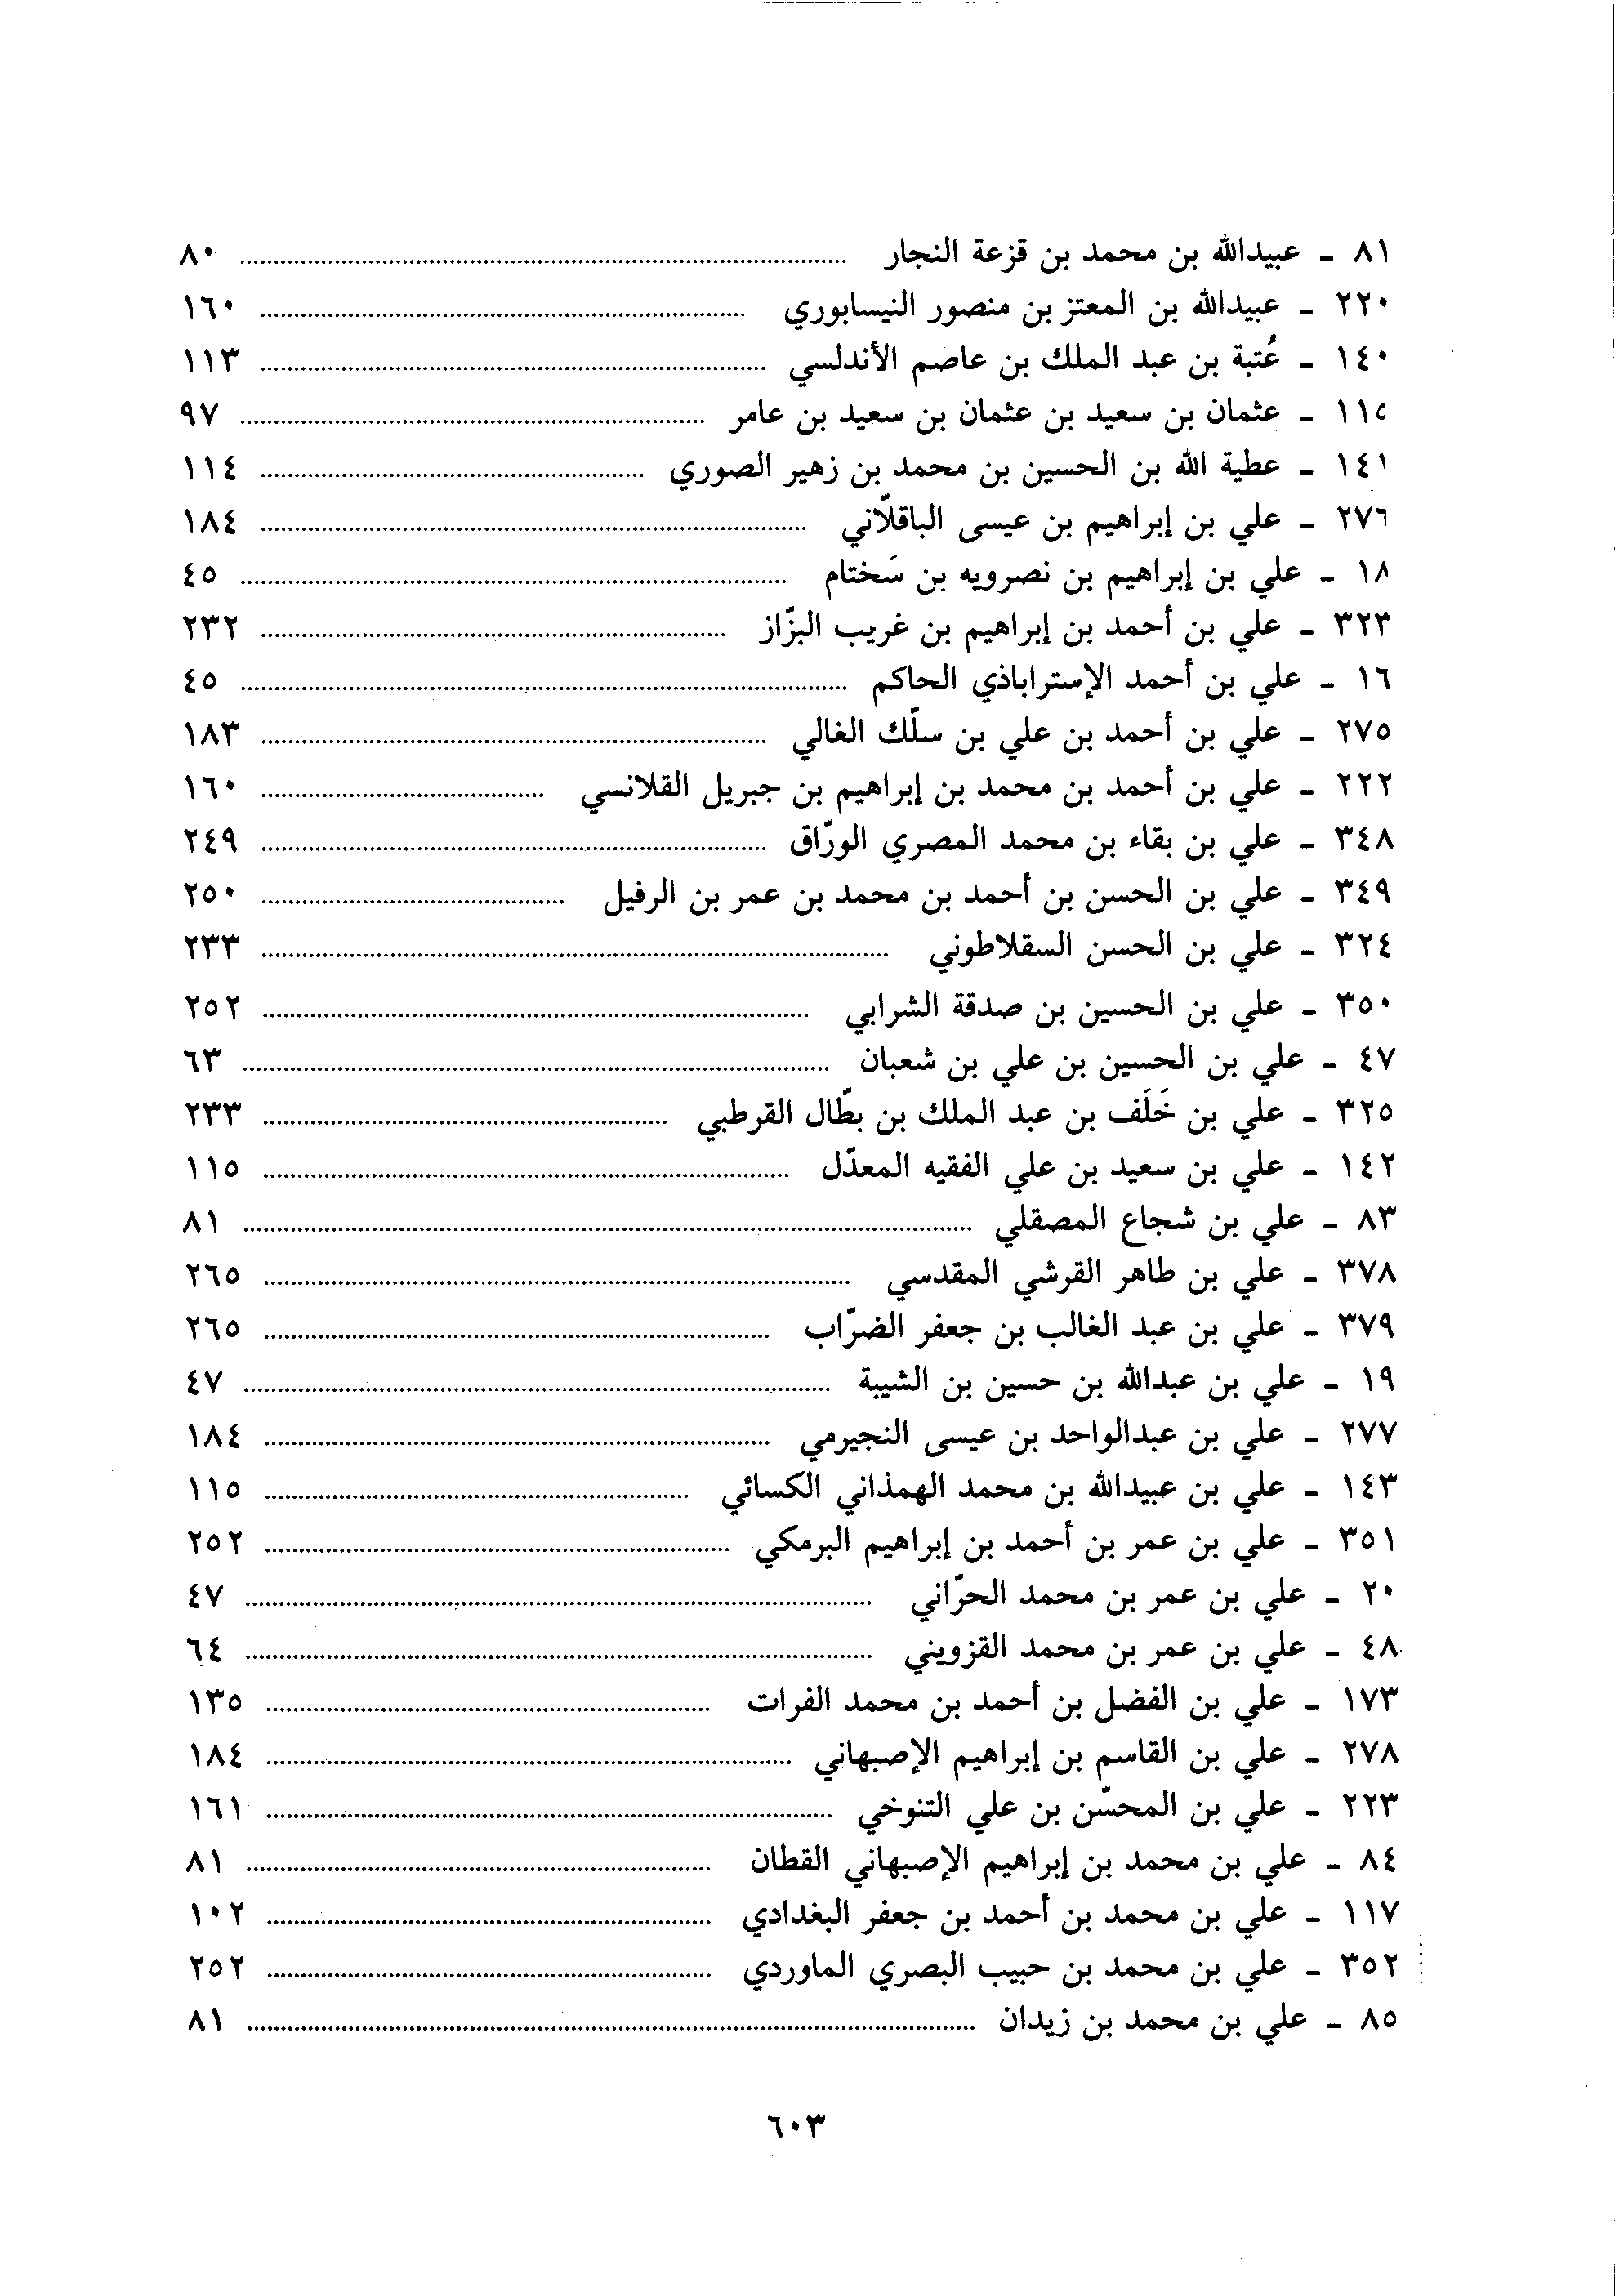 ٨١ ـ عبيدالله بن محمد بن قزعة النجار ........ ٨٠
٢٢٠ ـ عبيدالله بن المعتز بن منصور النيسابوري ........ ١٦٠
١٤٠ ـ عُتبة بن عبد الملك بن عاصم الأندلسي ........ ١١٣
١١ ـ عثمان بن سعيد بن عثمان بن سعيد بن عامر ........ ٩٧
١٤١ ـ عطية الله بن الحسين بن محمد بن زهير الصوري ........ ١١٤
٢٧٦ ـ علي بن إبراهيم بن عيسى الباقلّاني ........ ١٨٤
١٨ ـ علي بن إبراهيم بن نصرويه بن سَختام ........ ٤٥
٣٢٣ ـ علي بن أحمد بن إبراهيم بن غريب البزّاز ........ ٢٣٢
١٦ ـ علي بن أحمد الإستراباذي الحاكم ........ ٤٥
٢٧٥ ـ علي بن أحمد بن علي بن سلّك الغالي ........ ١٨٣
٢٢٢ ـ علي بن أحمد بن محمد بن إبراهيم بن جبريل القلانسي ........ ١٦٠
٣٤٨ ـ علي بن بقاء بن محمد المصري الورّاق ........ ٢٤٩
٣٤٩ ـ علي بن الحسن بن أحمد بن محمد بن عمر بن الرفيل ........ ٢٥٠
٣٢٤ ـ علي بن الحسن السقلاطوني ........ ٢٣٣
٣٥٠ ـ علي بن الحسين بن صدقة الشرابي ........ ٢٥٢
٤٧ ـ علي بن الحسين بن علي بن شعبان ........ ٦٣
٣٢٥ ـ علي بن خَلَف بن عبد الملك بن بطّال القرطبي ........ ٢٣٣
١٤٢ ـ علي بن سعيد بن علي الفقيه المعدّل ........ ١١٥
٨٣ ـ علي بن شجاع المصقلي ........ ٨١
٣٧٨ ـ علي بن طاهر القرشي المقدسي ........ ٢٦٥
٣٧٩ ـ علي بن عبد الغالب بن جعفر الضرّاب ........ ٢٦٥
١٩ ـ علي بن عبدالله بن حسين بن الشيبة ........ ٤٧
٢٧٧ ـ علي بن عبدالواحد بن عيسى النجيرمي ........ ١٨٤
١٤٣ ـ علي بن عبيدالله بن محمد الهمذاني الكسائي ........ ١١٥
٣٥١ ـ علي بن عمر بن أحمد بن إبراهيم البرمكي ........ ٢٥٢
٢٠ ـ علي بن عمر بن محمد الحرّاني ........ ٤٧
٤٨ ـ علي بن عمر بن محمد القزويني ........ ٦٤
١٧٣ ـ علي بن الفضل بن أحمد بن محمد الفرات ........ ١٣٥
٢٧٨ ـ علي بن القاسم بن إبراهيم الإصبهاني ........ ١٨٤
٢٢٣ ـ علي بن المحسّن بن علي التنوخي ........ ١٦١
٨٤ ـ علي بن محمد بن إبراهيم الإصبهاني القطان ........ ٨١
١١٧ ـ علي بن محمد بن أحمد بن جعفر البغدادي ........ ١٠٢
٣٥٢ ـ علي بن محمد بن حبيب البصري الماوردي ........ ٢٥٢
٨٥ ـ علي بن محمد بن زيدان ........ ٨١
٦٠٣